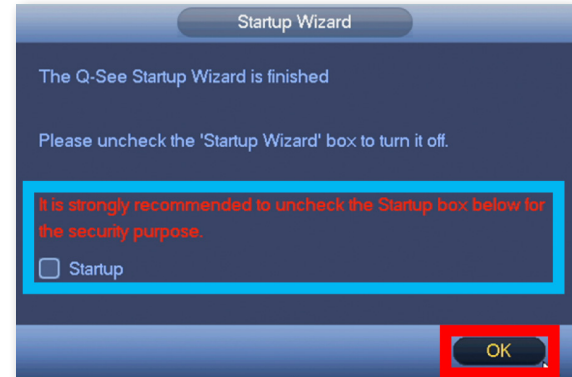 Startup Wizard
The Q-See Startup Wizard is finished
Please uncheck the 'Startup Wizard' box to turn it off.
It is strongly recommended to uncheck the Startup box below for
the security purpose.
Startup
OK